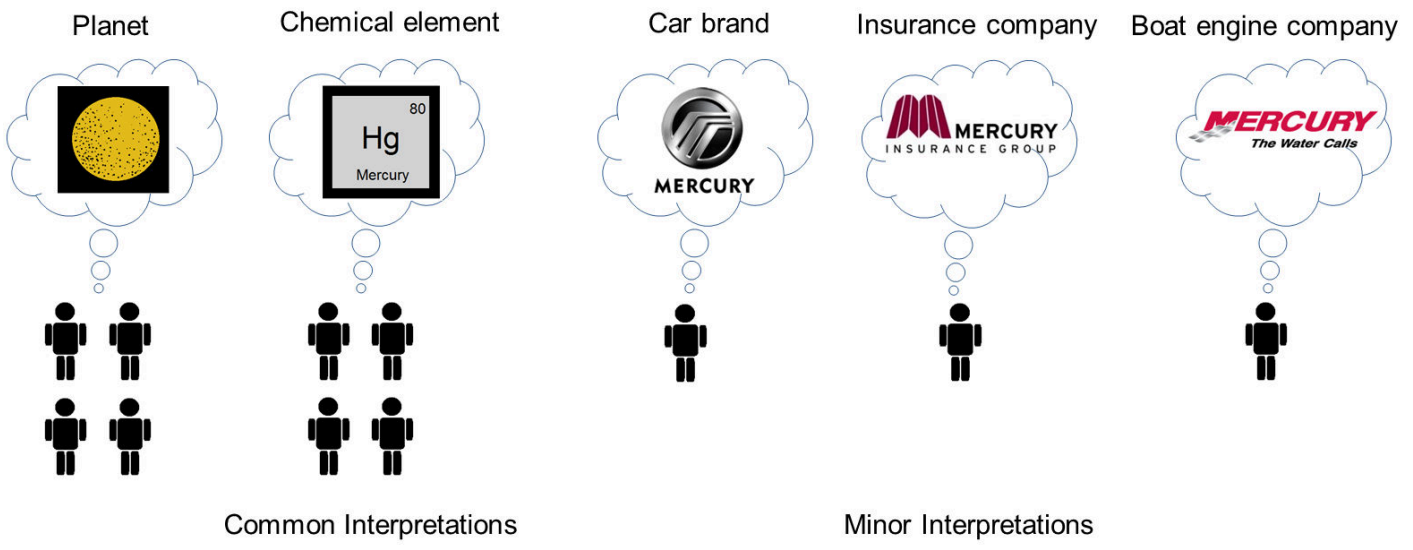 Planet
Chemical element
Car brand
Insurance company
Boat engine company
80
Hg
Mercury
MERCURY
MERCURY
INSURANCE GROUP
MERCURY
The Water Calls
Common Interpretations
Minor Interpretations